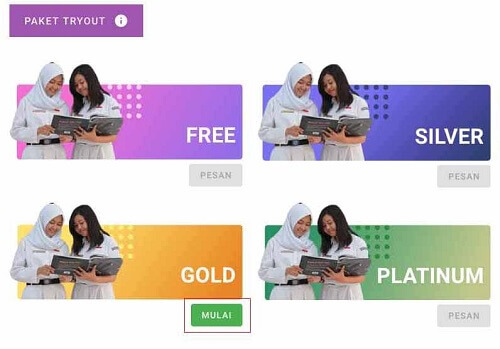 PAKET TRYOUT i
FREE
SILVER
PESAN
PESAN
GOLD
PLATINUM
MULAI
PESAN